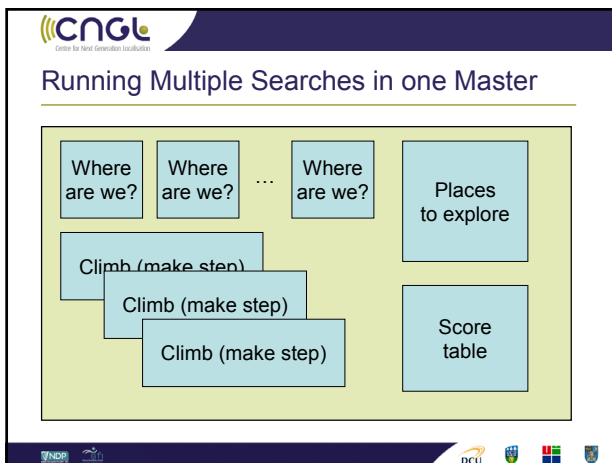 CNGL
Centre for Next Generation Localisation
Running Multiple Searches in one Master
Where
are we?
Where
are we?
…
Where
are we?
Places
to explore
Climb (make step)
Climb (make step)
Climb (make step)
Score
table
NDP
DCU